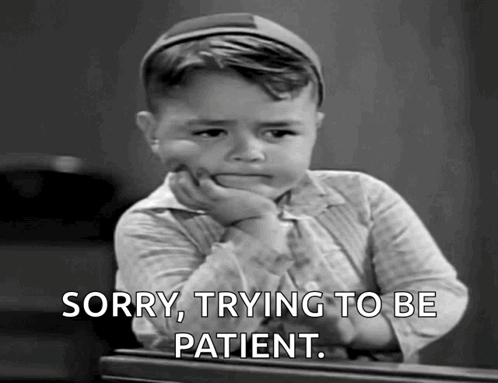 SORRY, TRYING TO BE
PATIENT.